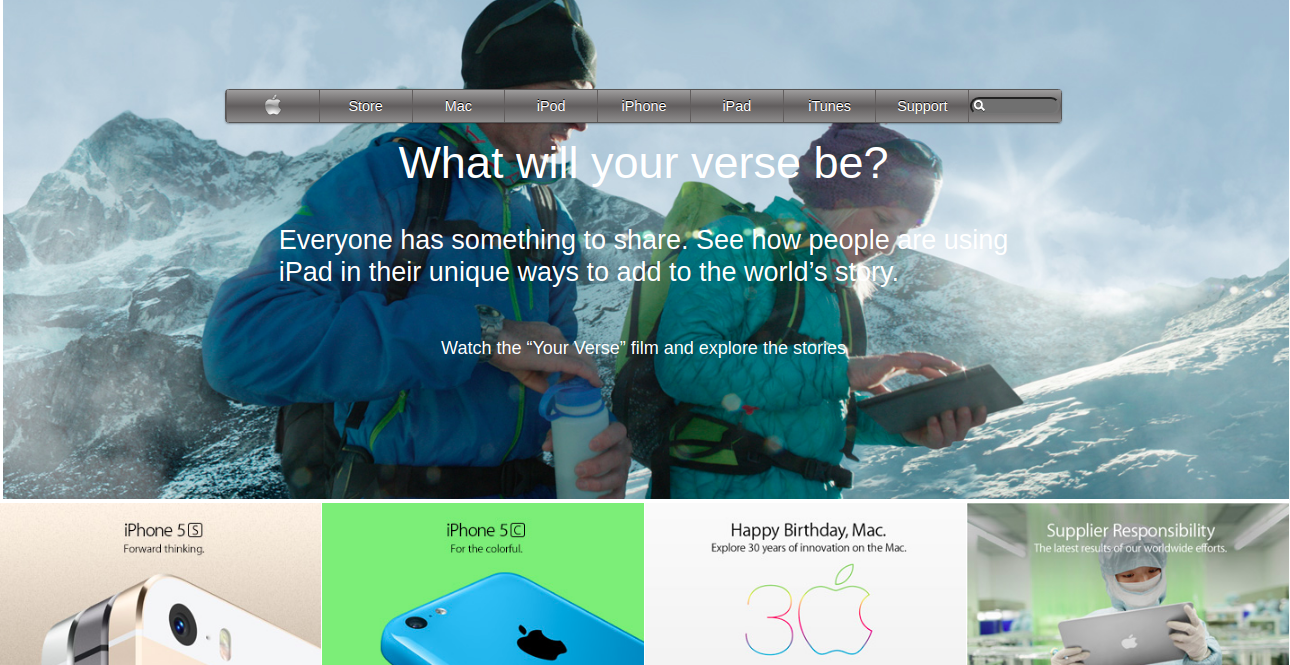 Store Mac iPod iPhone iPad iTunes Support
What will your verse be?
Everyone has something to share. See how people are using
iPad in their unique ways to add to the world’s story.
Watch the “Your Verse” film and explore the stories
iPhone 5S
Forward thinking.
iPhone 5C
For the colorful.
Happy Birthday, Mac.
Explore 30 years of innovation on the Mac.
30
Supplier Responsibility
The latest results of our worldwide efforts.